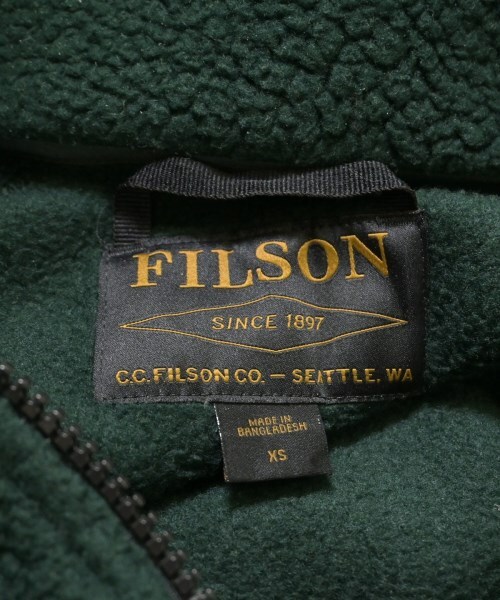 FILSON
SINCE 1897
C.C. FILSON CO. — SEATTLE, WA
MADE IN
BANGLADESH
XS